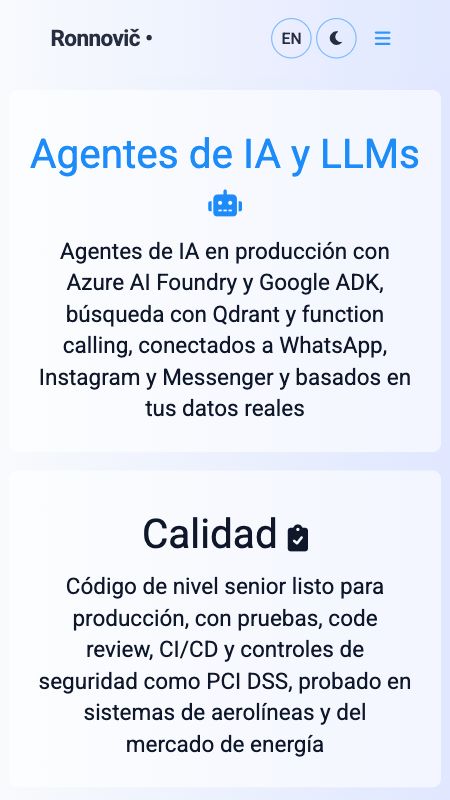 Ronnovič •
EN
Agentes de IA y LLMs
Agentes de IA en producción con
Azure AI Foundry y Google ADK,
búsqueda con Qdrant y function
calling, conectados a WhatsApp,
Instagram y Messenger y basados en
tus datos reales
Calidad
Código de nivel senior listo para
producción, con pruebas, code
review, CI/CD y controles de
seguridad como PCI DSS, probado en
sistemas de aerolíneas y del
mercado de energía